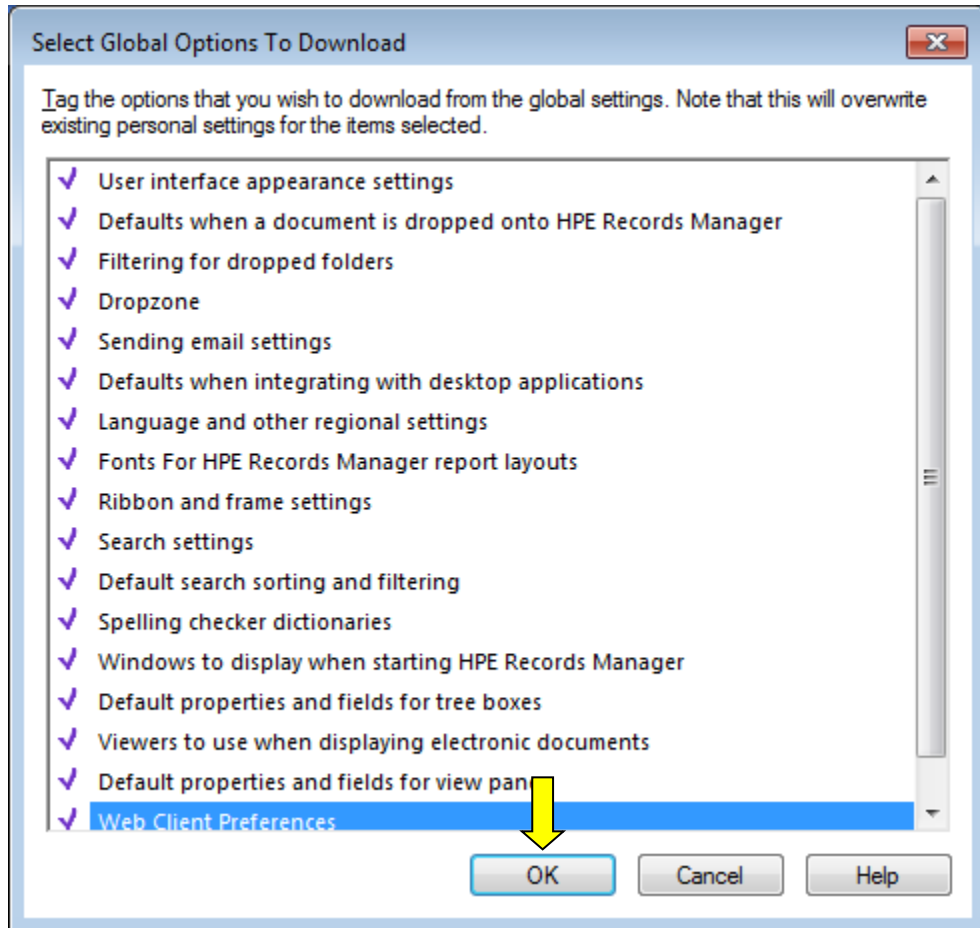 Select Global Options To Download
Tag the options that you wish to download from the global settings. Note that this will overwrite
existing personal settings for the items selected.
User interface appearance settings
Defaults when a document is dropped onto HPE Records Manager
Filtering for dropped folders
Dropzone
Sending email settings
Defaults when integrating with desktop applications
Language and other regional settings
Fonts For HPE Records Manager report layouts
Ribbon and frame settings
Search settings
Default search sorting and filtering
Spelling checker dictionaries
Windows to display when starting HPE Records Manager
Default properties and fields for tree boxes
Viewers to use when displaying electronic documents
Default properties and fields for view
Web Client Preferences
OK Cancel Help